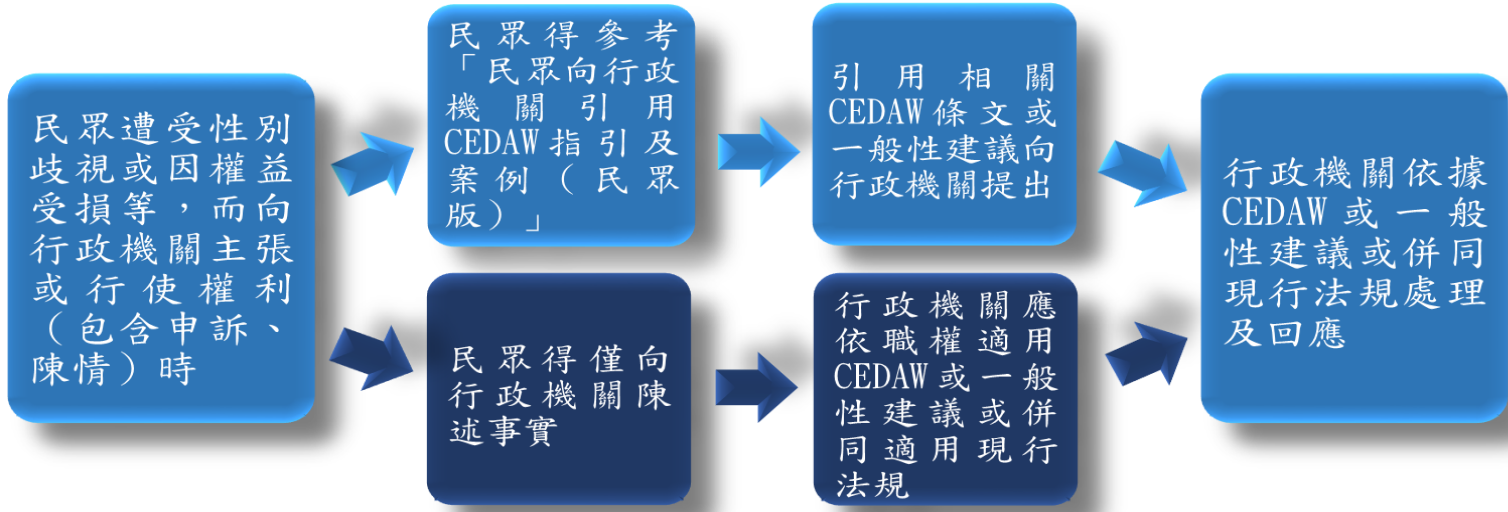 民眾遭受性別
歧視或因權益
受損等，而向
行政機關主張
或行使權利
（包含申訴、
陳情）時
民眾得參考
「民眾向行政
機關引用
CEDAW指引及
案例（民眾
版）」
引用相關
CEDAW條文或
一般性建議向
行政機關提出
民眾得僅向
行政機關陳
述事實
行政機關應
依職權適用
CEDAW或一般
性建議或併
同適用現行
法規
行政機關依據
CEDAW或一般
性建議或併同
現行法規處理
及回應